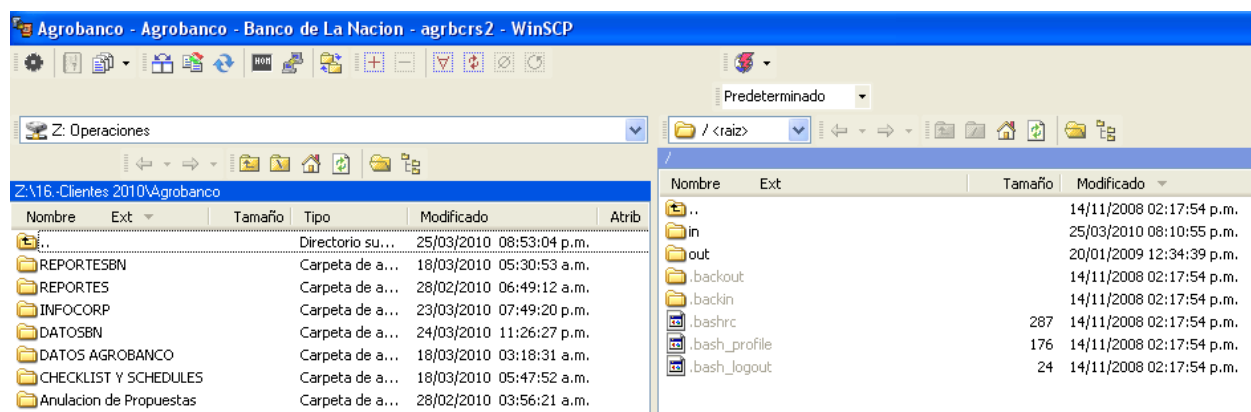 Agrobanco - Agrobanco - Banco de La Nacion - agrbcrs2 - WinSCP
Predeterminado
Z: Operaciones
/ <raiz>
Z:\16.-Clientes 2010\Agrobanco
Nombre Ext Tamaño Tipo Modificado Atrib
.. Directorio su... 25/03/2010 08:53:04 p.m.
REPORTESBN Carpeta de a... 18/03/2010 05:30:53 a.m.
REPORTES Carpeta de a... 28/02/2010 06:49:12 a.m.
INFOCORP Carpeta de a... 23/03/2010 07:49:20 p.m.
DATOSBN Carpeta de a... 24/03/2010 11:26:27 p.m.
DATOS AGROBANCO Carpeta de a... 18/03/2010 03:18:31 a.m.
CHECKLIST Y SCHEDULES Carpeta de a... 18/03/2010 05:47:52 a.m.
Anulacion de Propuestas Carpeta de a... 28/02/2010 03:56:21 a.m.
/
Nombre Ext Tamaño Modificado
.. 14/11/2008 02:17:54 p.m.
in 25/03/2010 08:10:55 p.m.
out 20/01/2009 12:34:39 p.m.
.backout 14/11/2008 02:17:54 p.m.
.backin 14/11/2008 02:17:54 p.m.
.bashrc 287 14/11/2008 02:17:54 p.m.
.bash_profile 176 14/11/2008 02:17:54 p.m.
.bash_logout 24 14/11/2008 02:17:54 p.m.